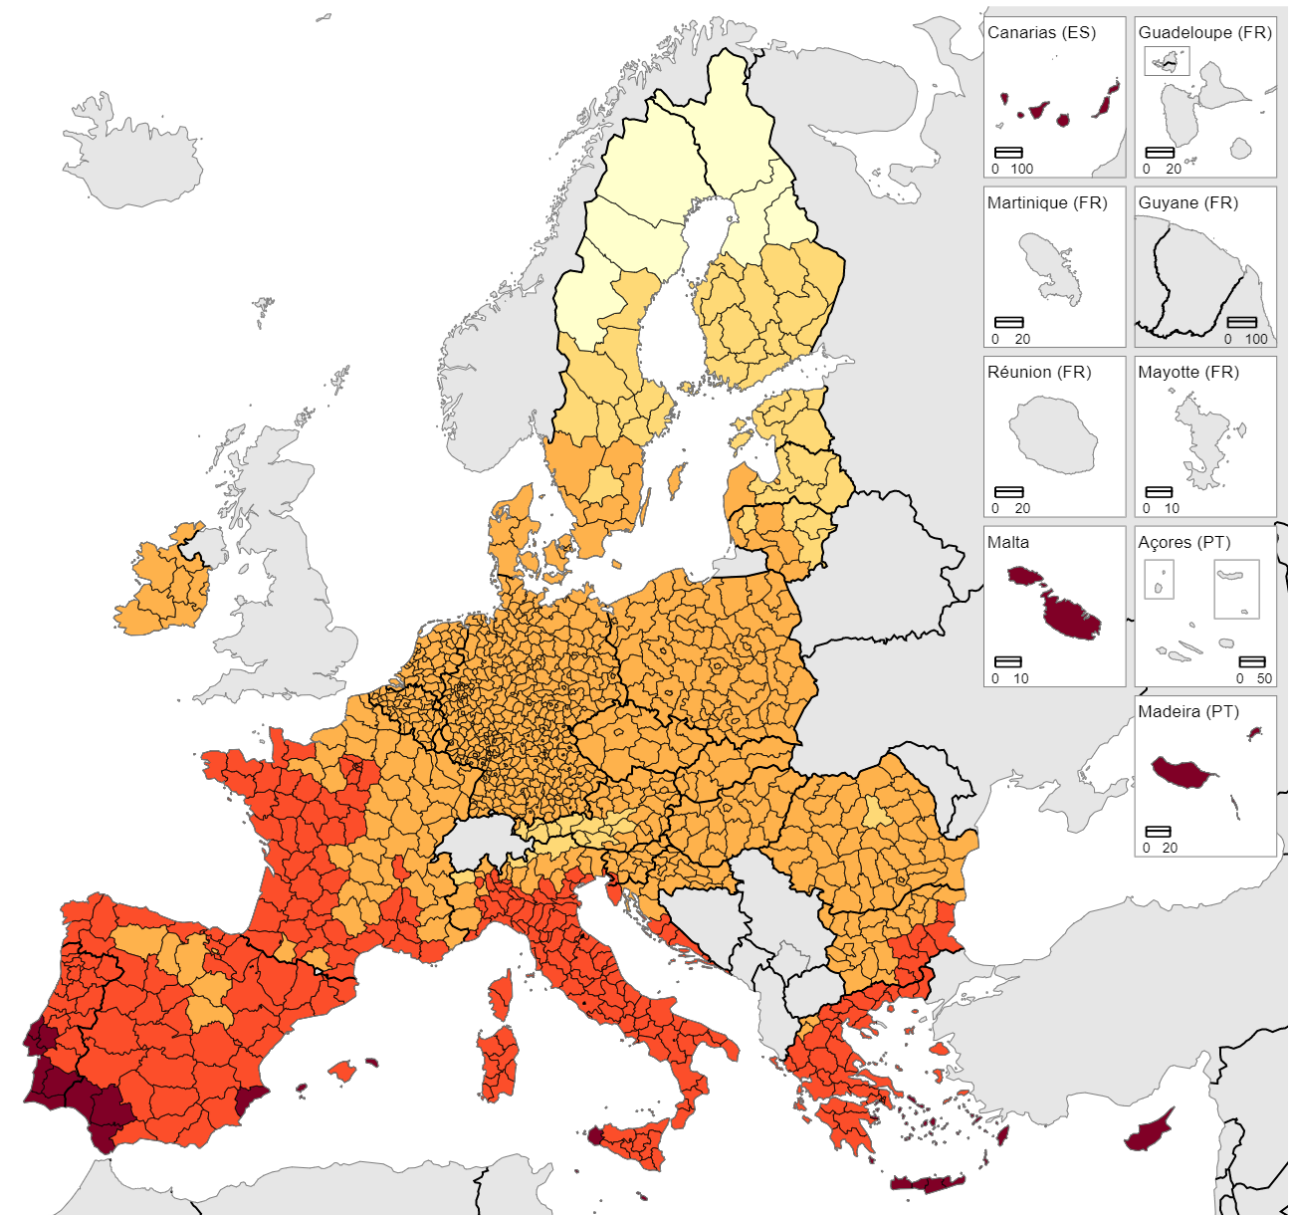 Canarias (ES)
0 100
Guadeloupe (FR)
0 20
Martinique (FR)
0 20
Guyane (FR)
0 100
Réunion (FR)
0 20
Mayotte (FR)
0 10
Malta
0 10
Açores (PT)
0 50
Madeira (PT)
0 20